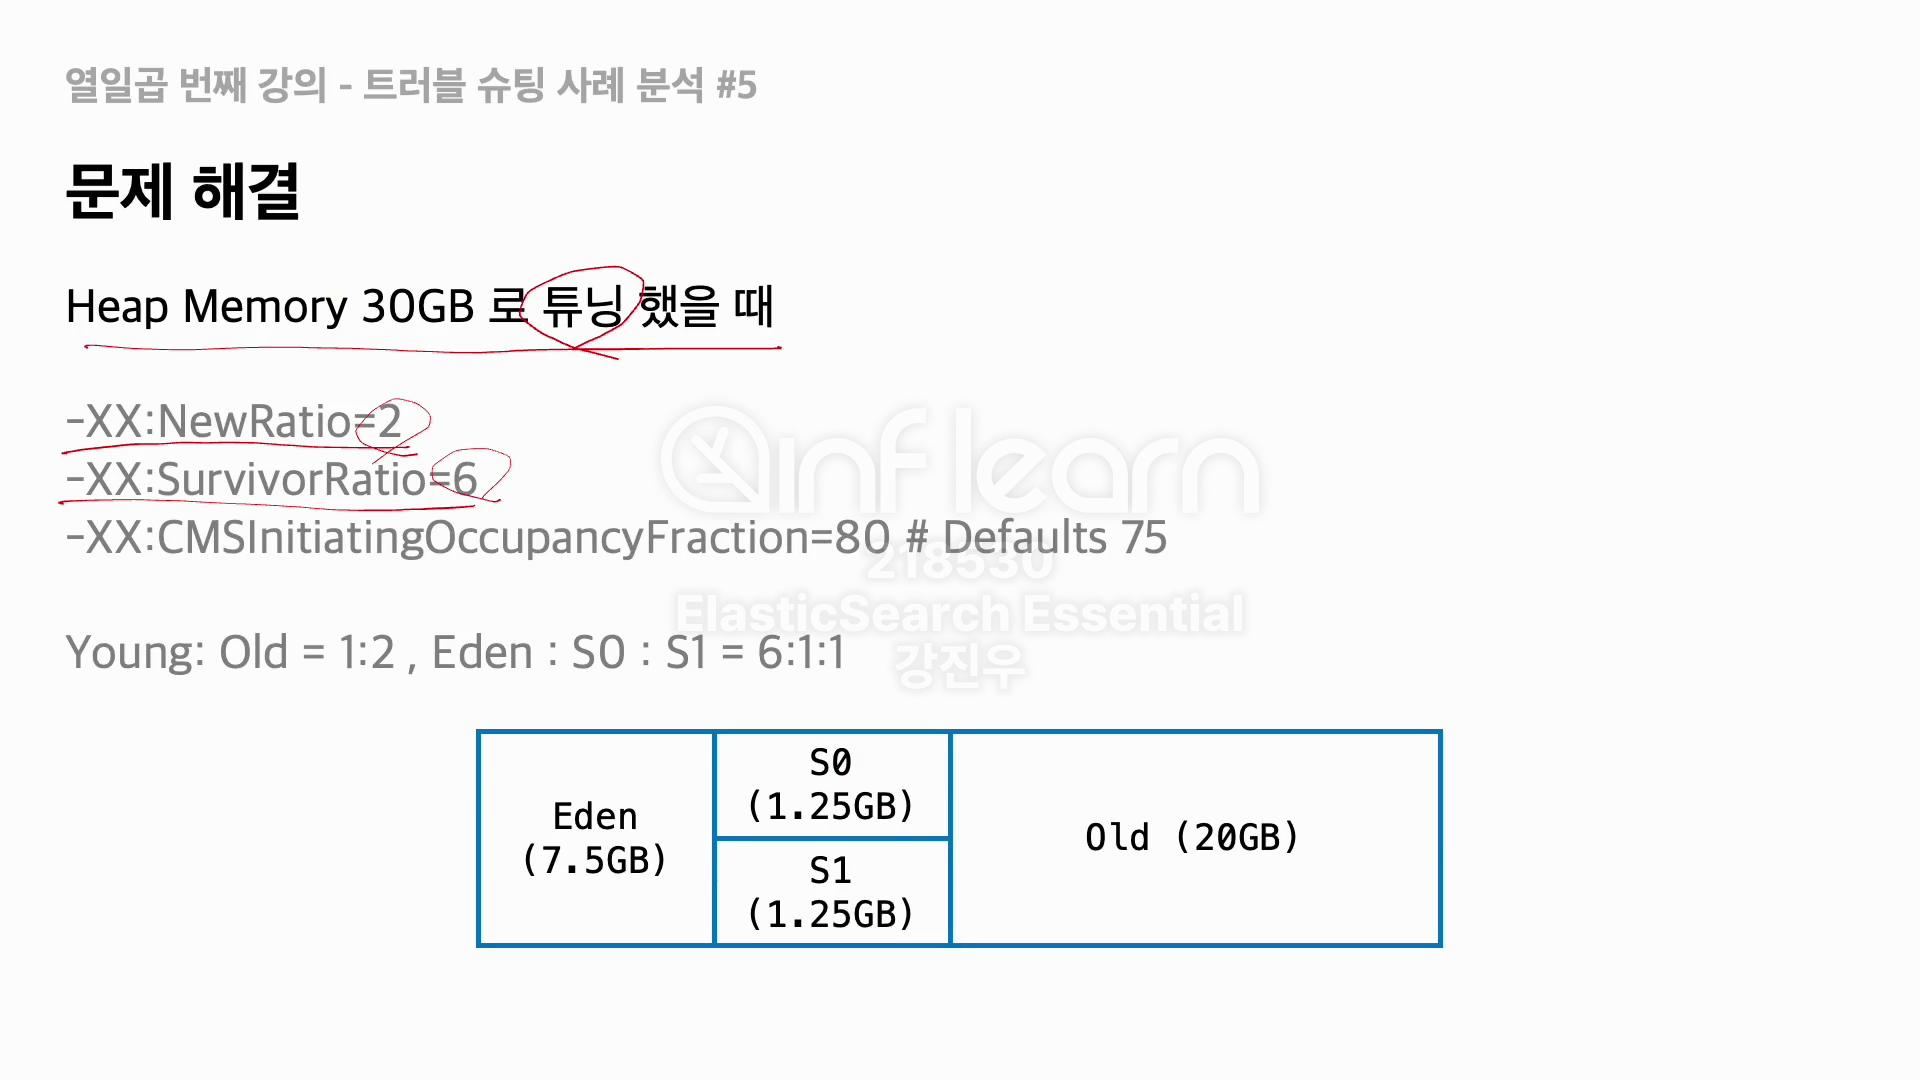 열일곱 번째 강의 - 트러블 슈팅 사례 분석 #5
문제 해결
Heap Memory 30GB 로 튜닝 했을 때
-XX:NewRatio=2
-XX:SurvivorRatio=6
-XX:CMSInitiatingOccupancyFraction=80 # Defaults 75
inflearn
218530
ElasticSearch Essential
강진우
Young: Old = 1:2 , Eden : S0 : S1 = 6:1:1
Eden
(7.5GB)
S0
(1.25GB)
S1
(1.25GB)
Old (20GB)